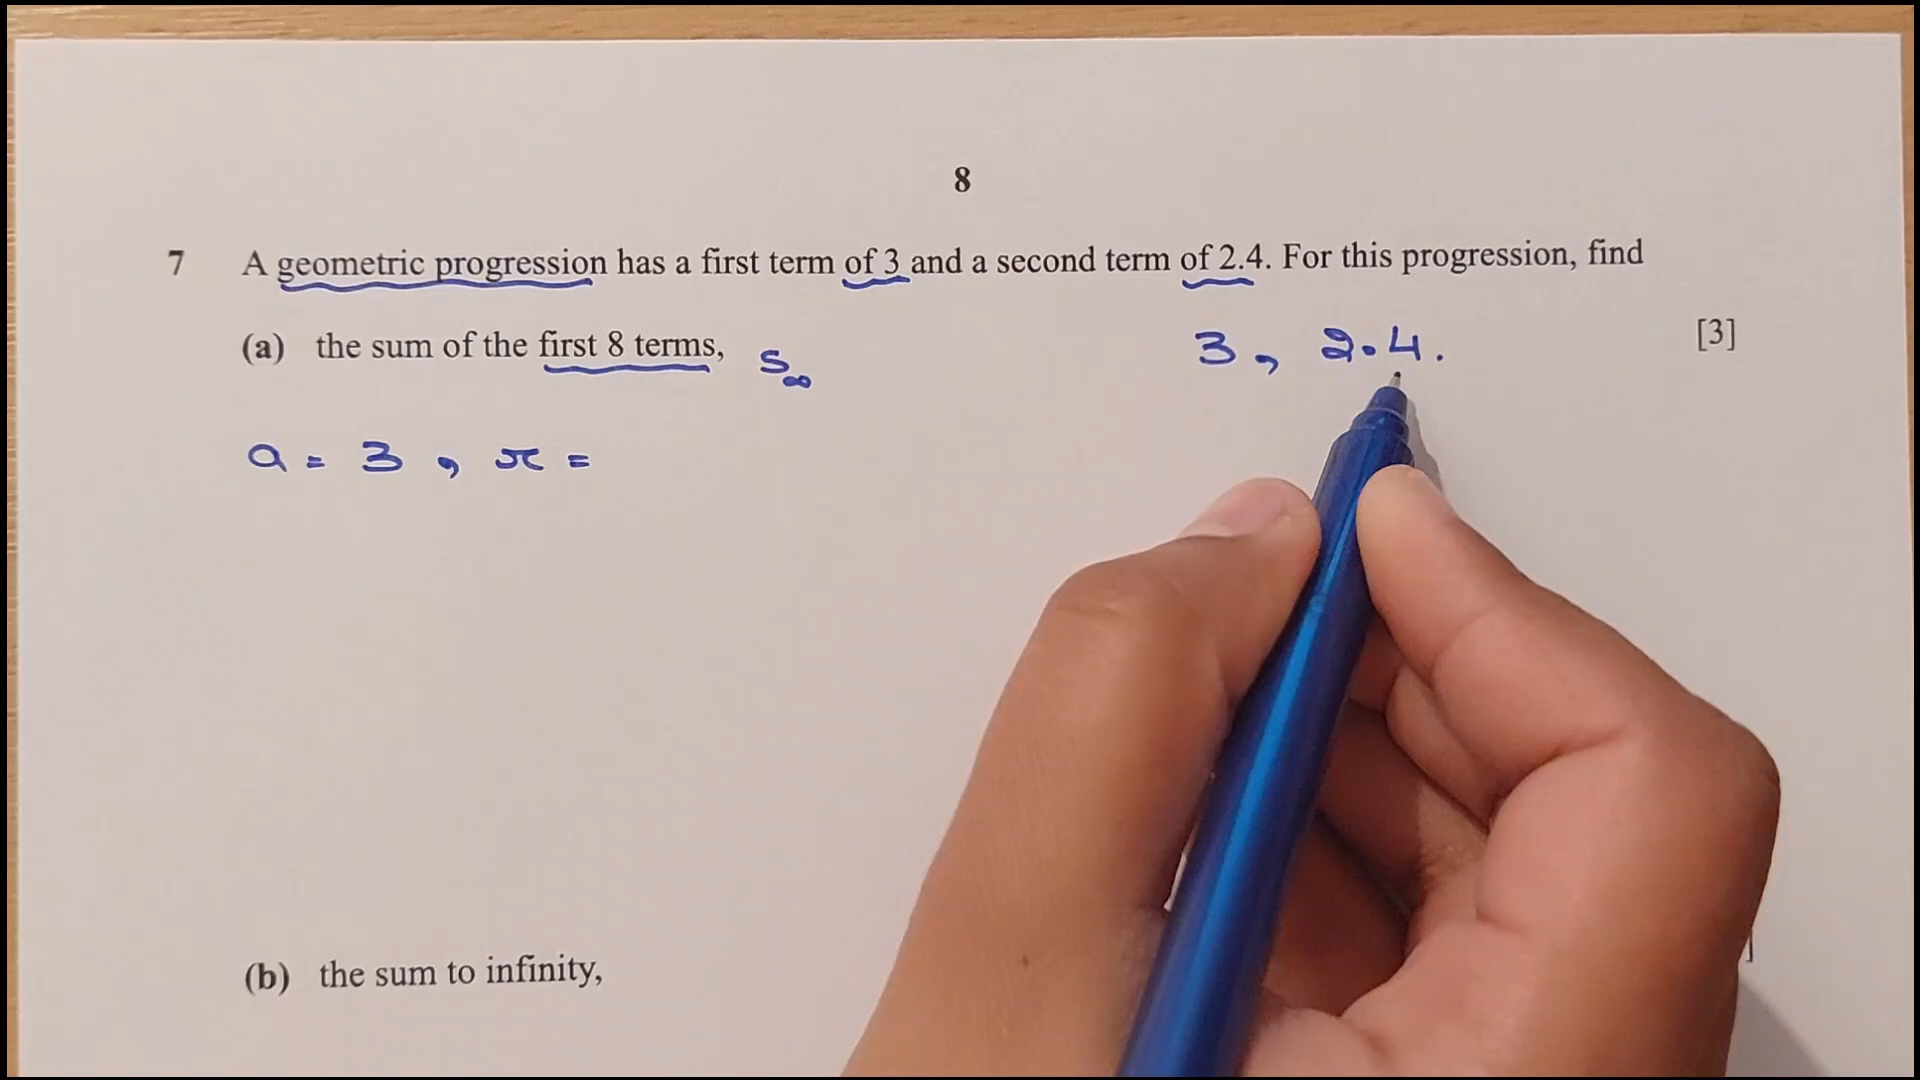 8
7 A geometric progression has a first term of 3 and a second term of 2.4. For this progression, find
(a) the sum of the first 8 terms, S∞ 3, 2.4. [3]
a = 3, r =
(b) the sum to infinity, ]